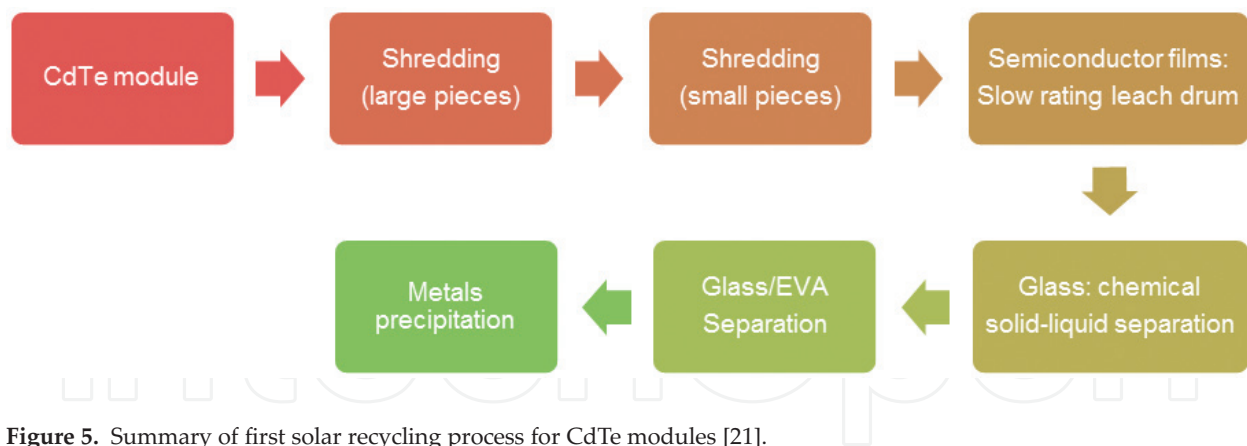 CdTe module
Shredding
(large pieces)
Shredding
(small pieces)
Semiconductor films:
Slow rating leach drum
Metals
precipitation
Glass/EVA
Separation
Glass: chemical
solid-liquid separation
IntechOpen
Figure 5. Summary of first solar recycling process for CdTe modules [21].